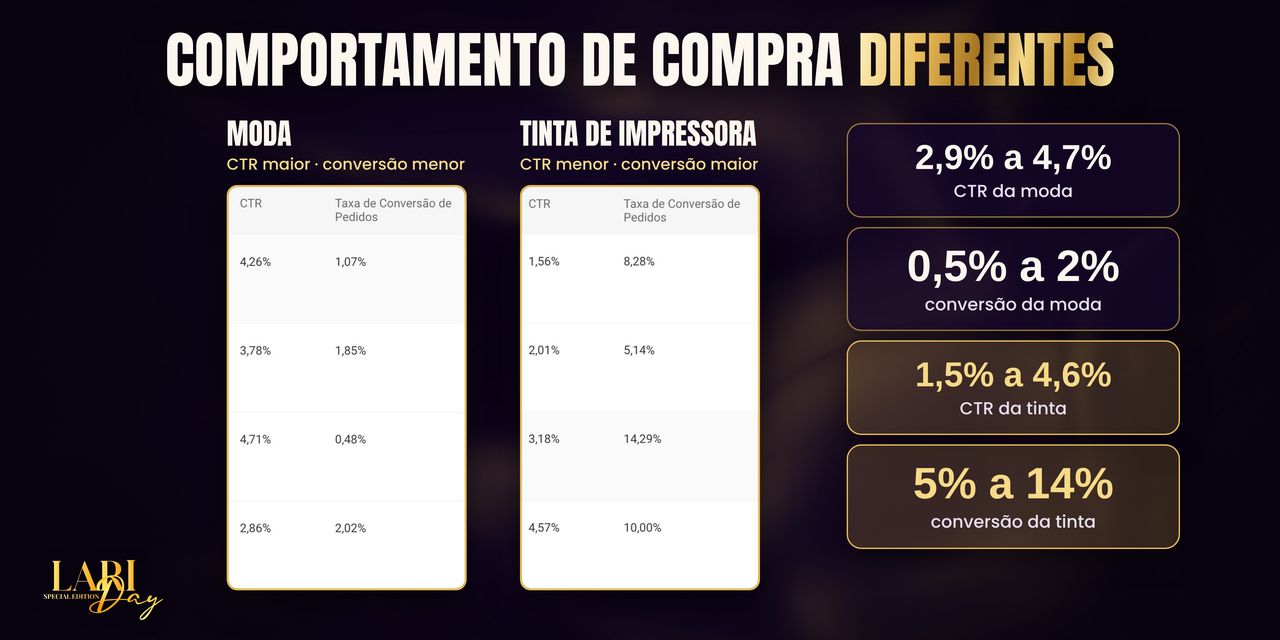 COMPORTAMENTO DE COMPRA DIFERENTES
MODA
CTR maior · conversão menor
CTR Taxa de Conversão de
Pedidos
4,26% 1,07%
3,78% 1,85%
4,71% 0,48%
2,86% 2,02%
TINTA DE IMPRESSORA
CTR menor · conversão maior
CTR Taxa de Conversão de
Pedidos
1,56% 8,28%
2,01% 5,14%
3,18% 14,29%
4,57% 10,00%
2,9% a 4,7%
CTR da moda
0,5% a 2%
conversão da moda
1,5% a 4,6%
CTR da tinta
5% a 14%
conversão da tinta
LABI
SPECIAL EDITION Day